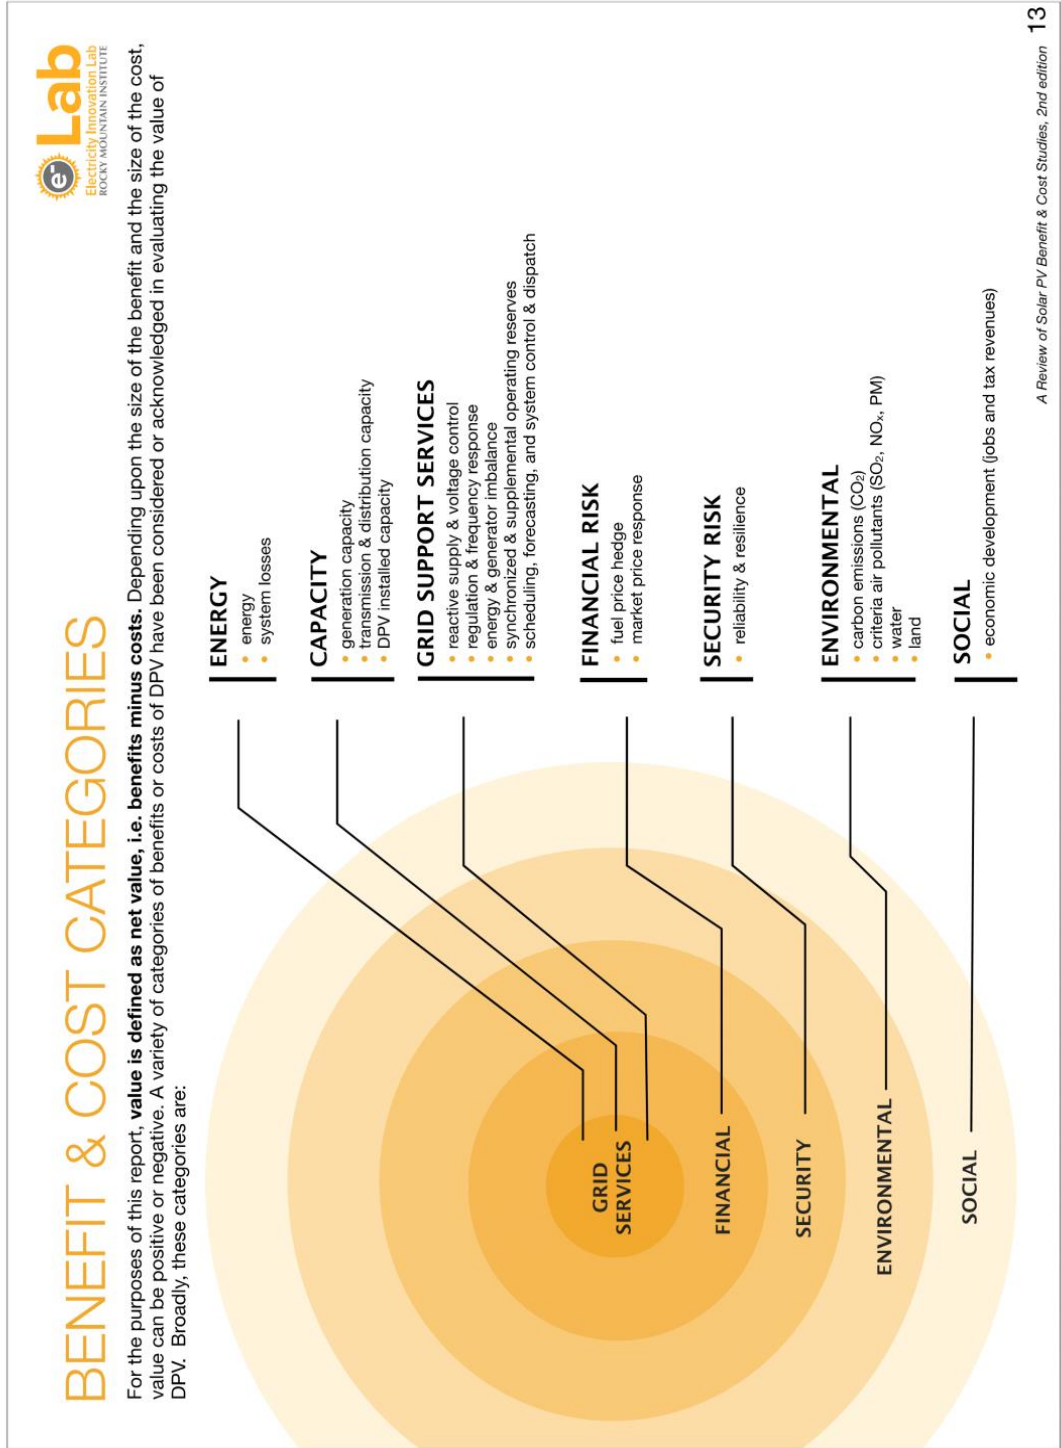 BENEFIT & COST CATEGORIES
e-Lab
Electricity Innovation Lab
ROCKY MOUNTAIN INSTITUTE
For the purposes of this report, value is defined as net value, i.e. benefits minus costs. Depending upon the size of the benefit and the size of the cost,
value can be positive or negative. A variety of categories of benefits or costs of DPV have been considered or acknowledged in evaluating the value of
DPV. Broadly, these categories are:
GRID
SERVICES
FINANCIAL
SECURITY
ENVIRONMENTAL
SOCIAL
ENERGY
• energy
• system losses
CAPACITY
• generation capacity
• transmission & distribution capacity
• DPV installed capacity
GRID SUPPORT SERVICES
• reactive supply & voltage control
• regulation & frequency response
• energy & generator imbalance
• synchronized & supplemental operating reserves
• scheduling, forecasting, and system control & dispatch
FINANCIAL RISK
• fuel price hedge
• market price response
SECURITY RISK
• reliability & resilience
ENVIRONMENTAL
• carbon emissions (CO₂)
• criteria air pollutants (SO₂, NOₓ, PM)
• water
• land
SOCIAL
• economic development (jobs and tax revenues)
A Review of Solar PV Benefit & Cost Studies, 2nd edition 13